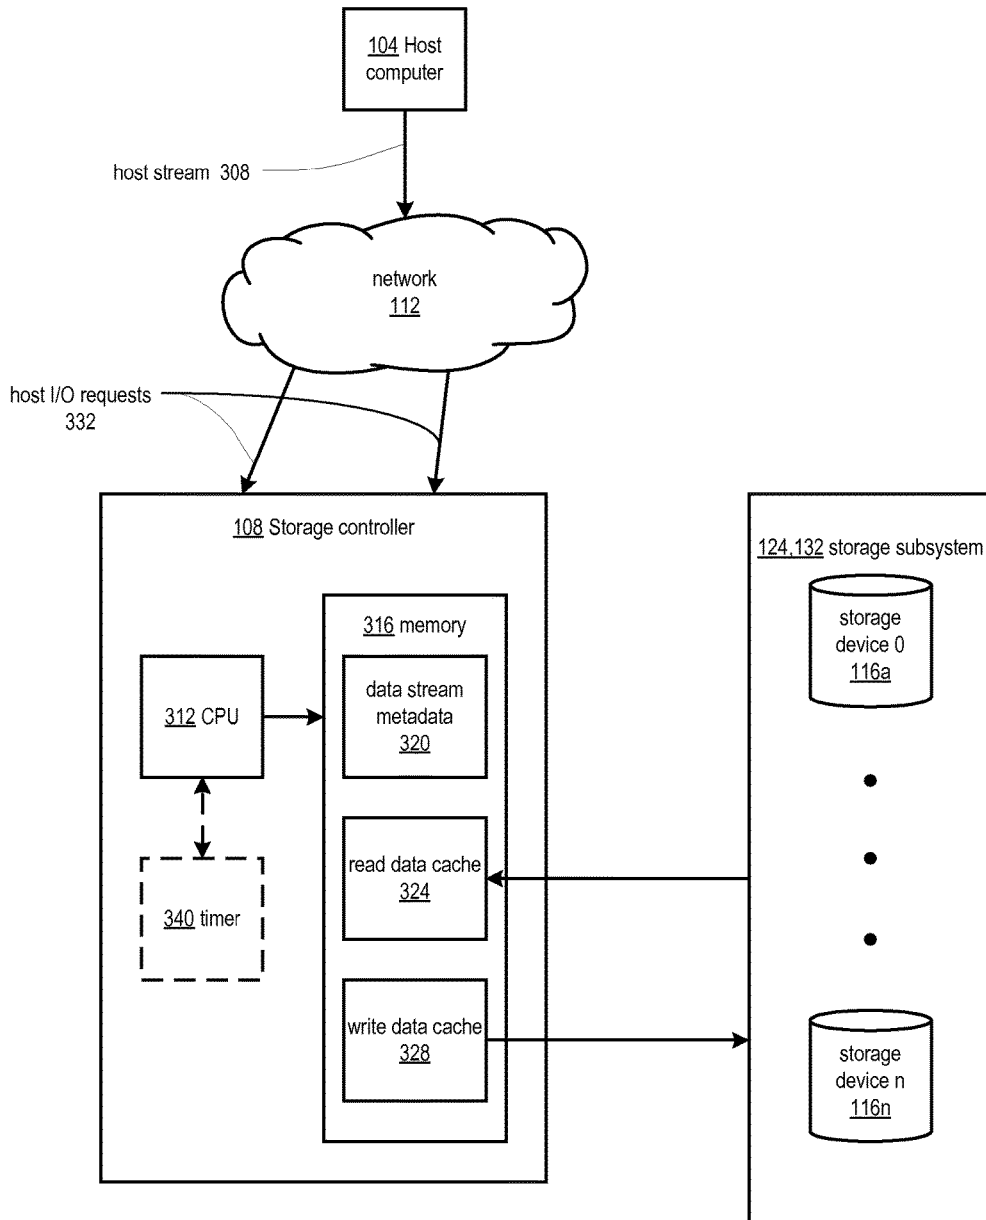 104 Host
computer
host stream 308
network
112
host I/O requests
332
108 Storage controller
124,132 storage subsystem
316 memory
storage
device 0
116a
312 CPU
data stream
metadata
320
340 timer
read data cache
324
write data cache
328
storage
device n
116n